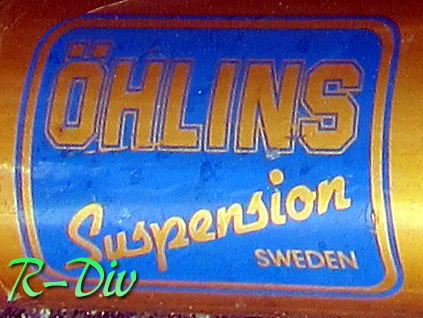 ÖHLINS
Suspension
SWEDEN
R-Div